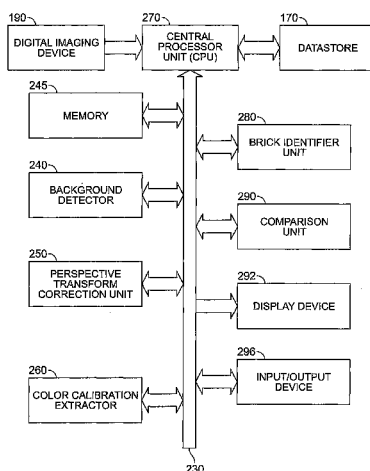 190
DIGITAL IMAGING
DEVICE
270
CENTRAL
PROCESSOR
UNIT (CPU)
170
DATASTORE
245
MEMORY
280
BRICK IDENTIFIER
UNIT
240
BACKGROUND
DETECTOR
290
COMPARISON
UNIT
250
PERSPECTIVE
TRANSFORM
CORRECTION UNIT
292
DISPLAY DEVICE
260
COLOR CALIBRATION
EXTRACTOR
296
INPUT/OUTPUT
DEVICE
230